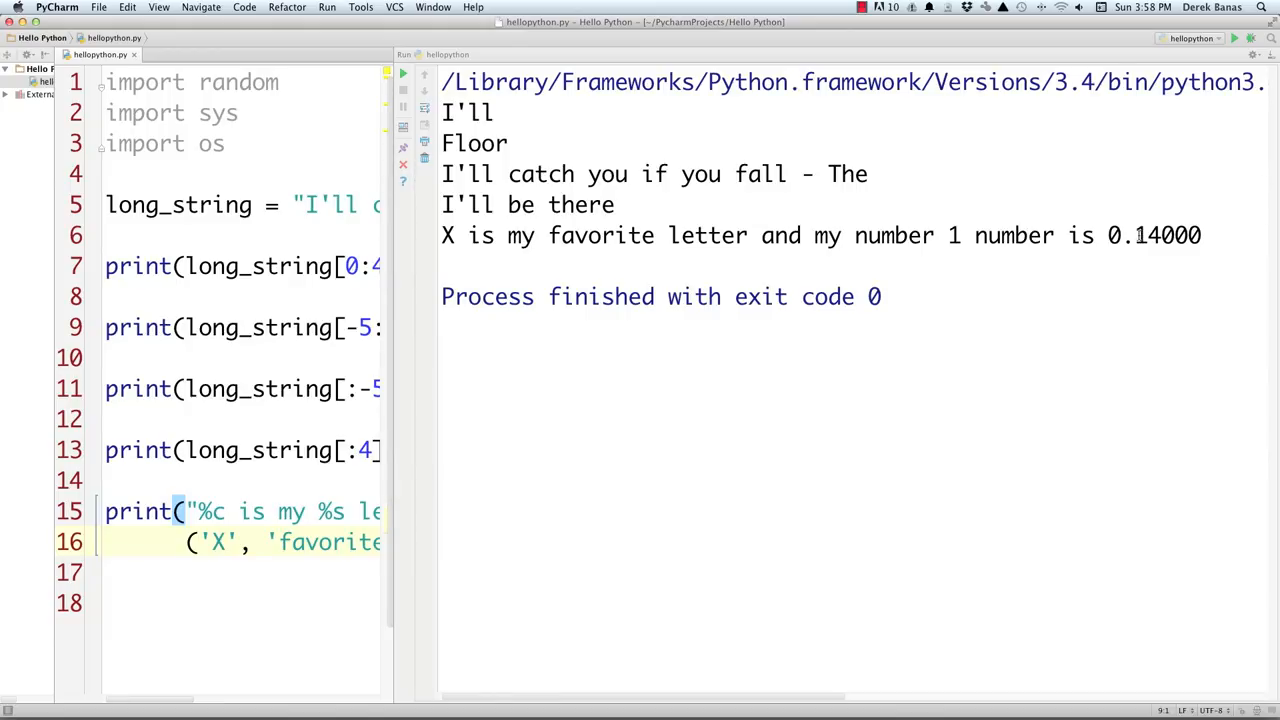 PyCharm File Edit View Navigate Code Refactor Run Tools VCS Window Help 10 Sun 3:58 PM Derek Banas
hellopython.py - Hello Python - [~/PycharmProjects/Hello Python]
Hello Python hellopython.py hellopython
hellopython.py Run hellopython
Hello P
hell
Externa
1 import random
2 import sys
3 import os
4
5 long_string = "I'll c
6
7 print(long_string[0:4
8
9 print(long_string[-5:
10
11 print(long_string[:-5
12
13 print(long_string[:4]
14
15 print("%c is my %s le
16 ('X', 'favorite
17
18
/Library/Frameworks/Python.framework/Versions/3.4/bin/python3.
I'll
Floor
I'll catch you if you fall - The
I'll be there
X is my favorite letter and my number 1 number is 0.14000
Process finished with exit code 0
9:1 LF UTF-8